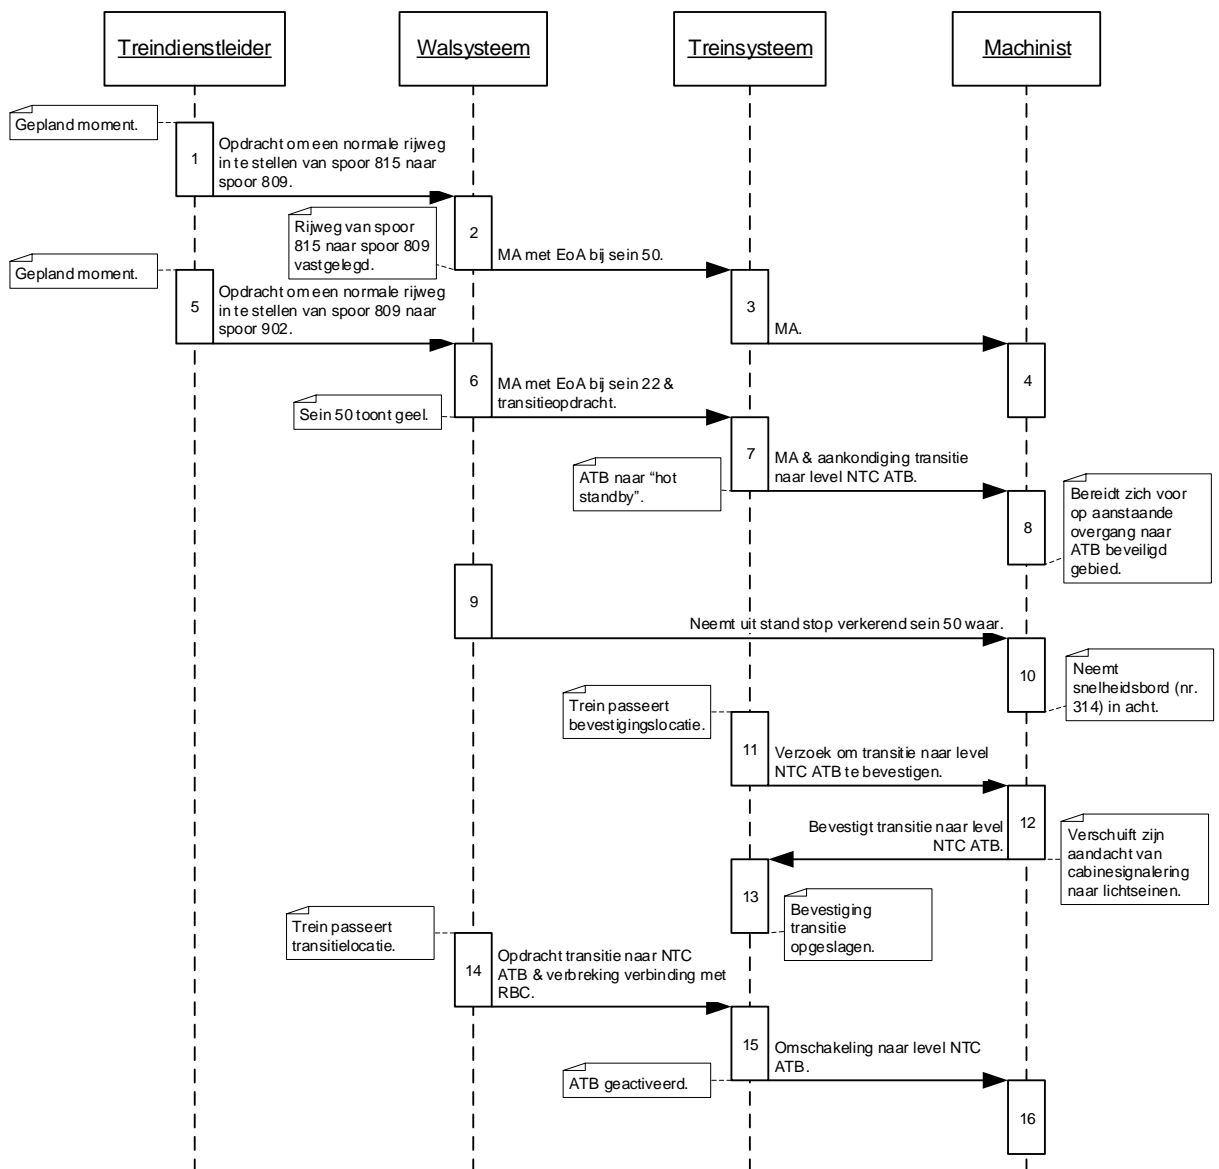 Treindienstleider
Walsysteem
Treinsysteem
Machinist
Gepland moment.
1
Opdracht om een normale rijweg
in te stellen van spoor 815 naar
spoor 809.
Rijweg van spoor
815 naar spoor 809
vastgelegd.
2
MA met EoA bij sein 50.
Gepland moment.
5
Opdracht om een normale rijweg
in te stellen van spoor 809 naar
spoor 902.
3
MA.
4
Sein 50 toont geel.
6
MA met EoA bij sein 22 &
transitieopdracht.
ATB naar “hot
standby”.
7
MA & aankondiging transitie
naar level NTC ATB.
8
Bereidt zich voor
op aanstaande
overgang naar
ATB beveiligd
gebied.
9
Neemt uit stand stop verkerend sein 50 waar.
10
Neemt
snelheidsbord (nr.
314) in acht.
Trein passeert
bevestigingslocatie.
11
Verzoek om transitie naar level
NTC ATB te bevestigen.
12
Bevestigt transitie naar level
NTC ATB.
Verschuift zijn
aandacht van
cabinesignalering
naar lichtseinen.
13
Bevestiging
transitie
opgeslagen.
Trein passeert
transitielocatie.
14
Opdracht transitie naar NTC
ATB & verbreking verbinding met
RBC.
15
Omschakeling naar level NTC
ATB.
ATB geactiveerd.
16